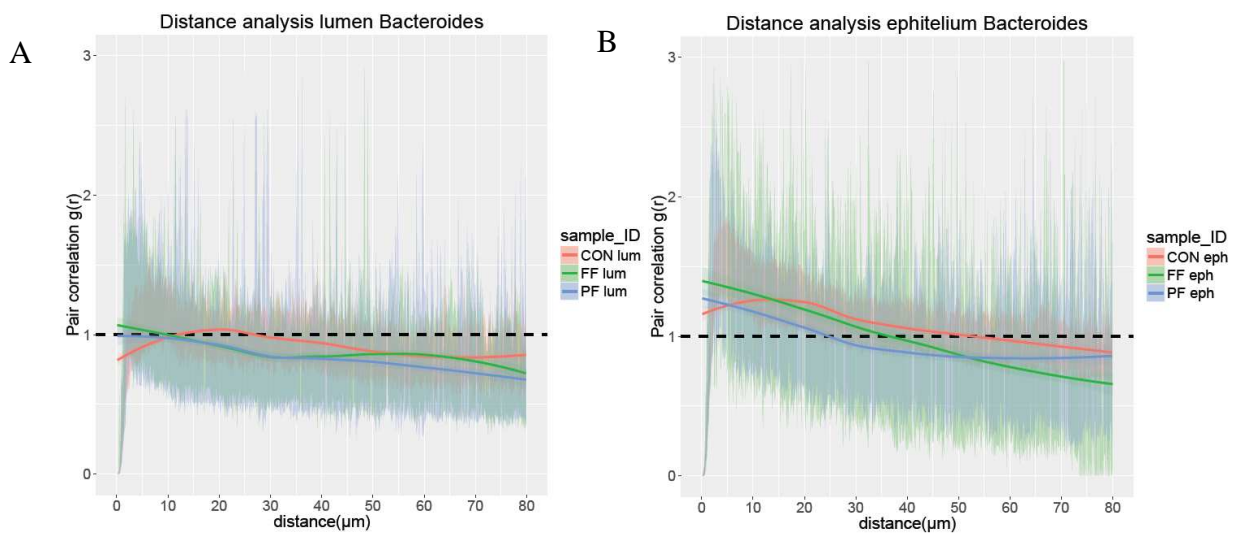 A
Distance analysis lumen Bacteroides
Pair correlation g(r)
3
2
1
0
0 10 20 30 40 50 60 70 80
distance(µm)
sample_ID
CON lum
FF lum
PF lum
B
Distance analysis ephitelium Bacteroides
Pair correlation g(r)
3
2
1
0
0 10 20 30 40 50 60 70 80
distance(µm)
sample_ID
CON eph
FF eph
PF eph